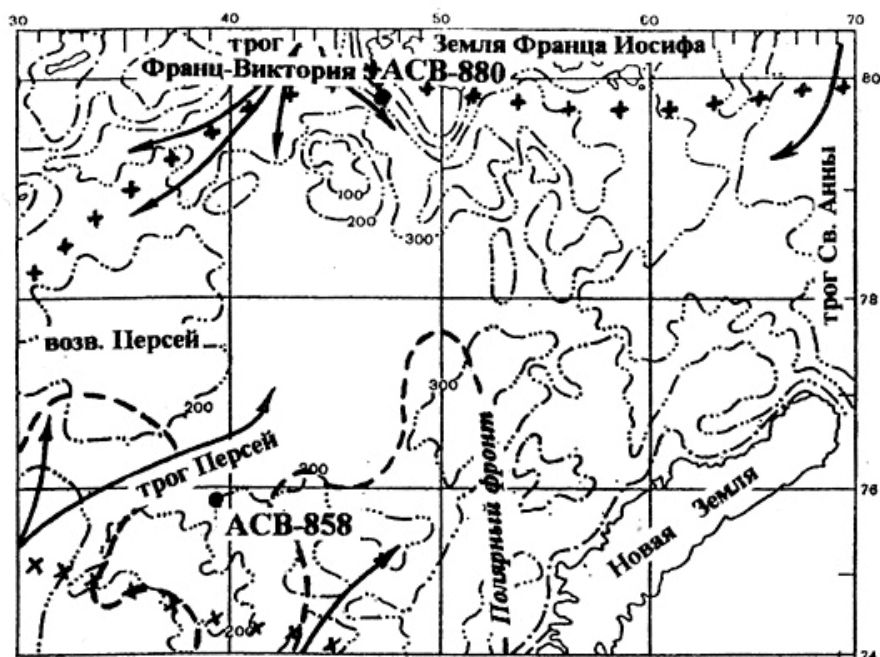 30 40 50 60 70
трог
Франц-Виктория
АСВ-880
Земля Франца Иосифа
80
100
200
300
трог Св. Анны
78
возв. Персей
200
300
трог Персей
200
76
АСВ-858
Полярный фронт
Новая Земля
200
74